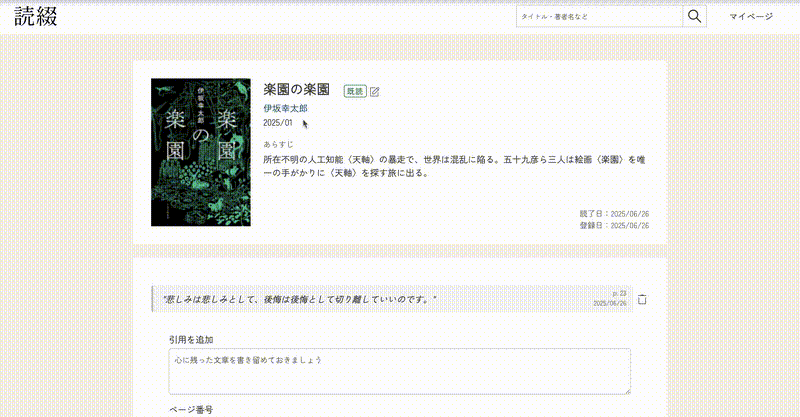 読綴
タイトル・著者名など
マイページ
伊坂幸太郎
楽園の楽園
楽園の楽園
既読
伊坂幸太郎
2025/01
あらすじ
所在不明の人工知能〈天軸〉の暴走で、世界は混乱に陥る。五十九彦ら三人は絵画〈楽園〉を唯
一の手がかりに〈天軸〉を探す旅に出る。
読了日：2025/06/26
登録日：2025/06/26
"悲しみは悲しみとして、後悔は後悔として切り離していいのです。"
p. 23
2025/06/26
引用を追加
心に残った文章を書き留めておきましょう
ページ番号